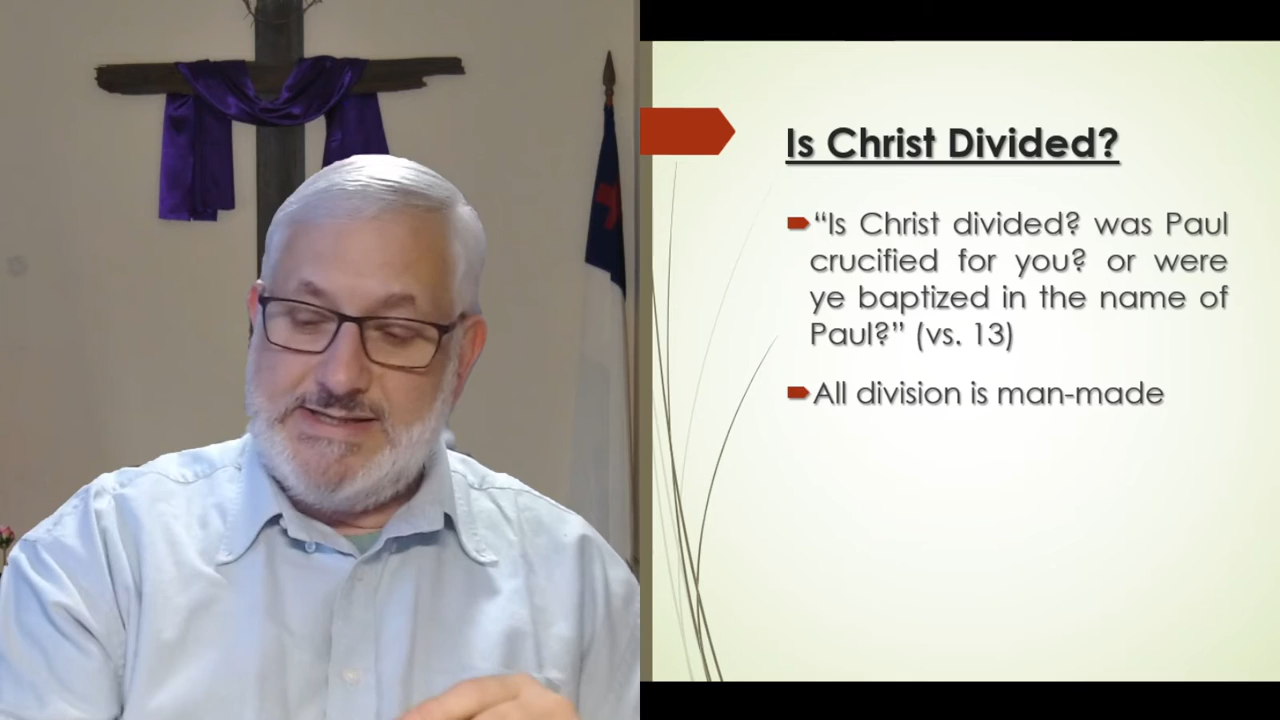 Is Christ Divided?
“Is Christ divided? was Paul
crucified for you? or were
ye baptized in the name of
Paul?” (vs. 13)
All division is man-made